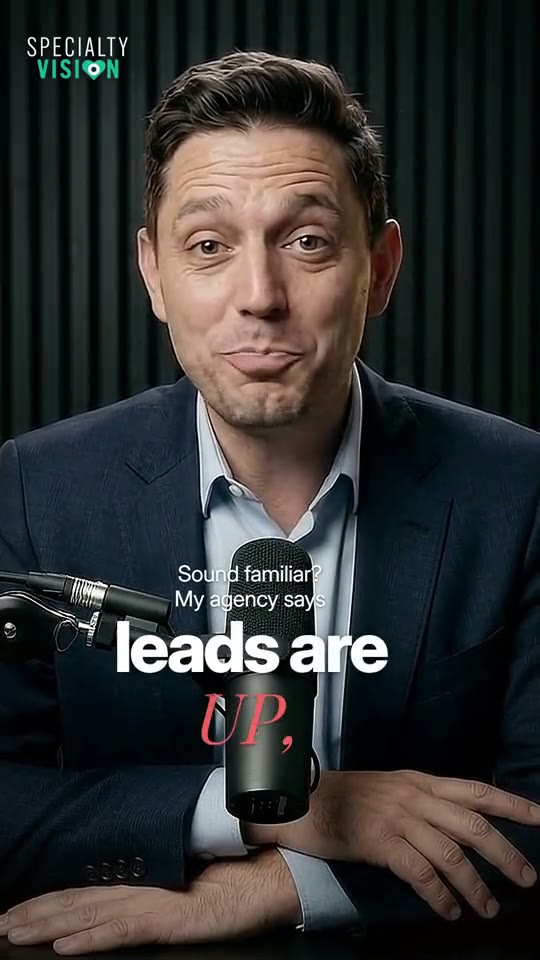 SPECIALTY
VISION
Sound familiar?
My agency says
leads are
UP,